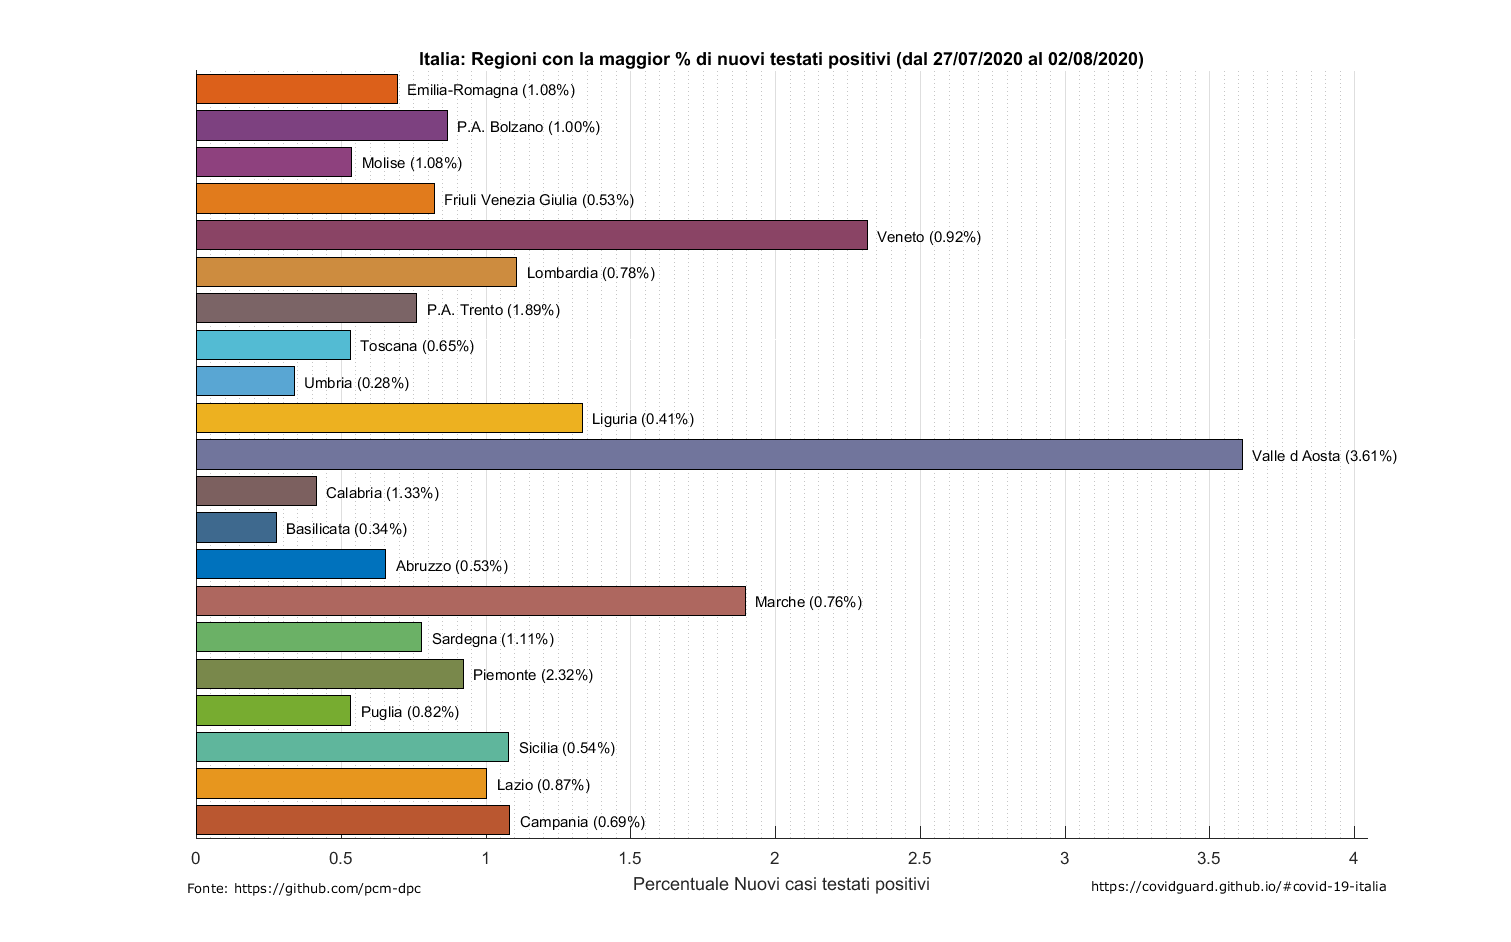 Italia: Regioni con la maggior % di nuovi testati positivi (dal 27/07/2020 al 02/08/2020)
Emilia-Romagna (1.08%)
P.A. Bolzano (1.00%)
Molise (1.08%)
Friuli Venezia Giulia (0.53%)
Veneto (0.92%)
Lombardia (0.78%)
P.A. Trento (1.89%)
Toscana (0.65%)
Umbria (0.28%)
Liguria (0.41%)
Valle d Aosta (3.61%)
Calabria (1.33%)
Basilicata (0.34%)
Abruzzo (0.53%)
Marche (0.76%)
Sardegna (1.11%)
Piemonte (2.32%)
Puglia (0.82%)
Sicilia (0.54%)
Lazio (0.87%)
Campania (0.69%)
0 0.5 1 1.5 2 2.5 3 3.5 4
Percentuale Nuovi casi testati positivi
Fonte: https://github.com/pcm-dpc
https://covidguard.github.io/#covid-19-italia